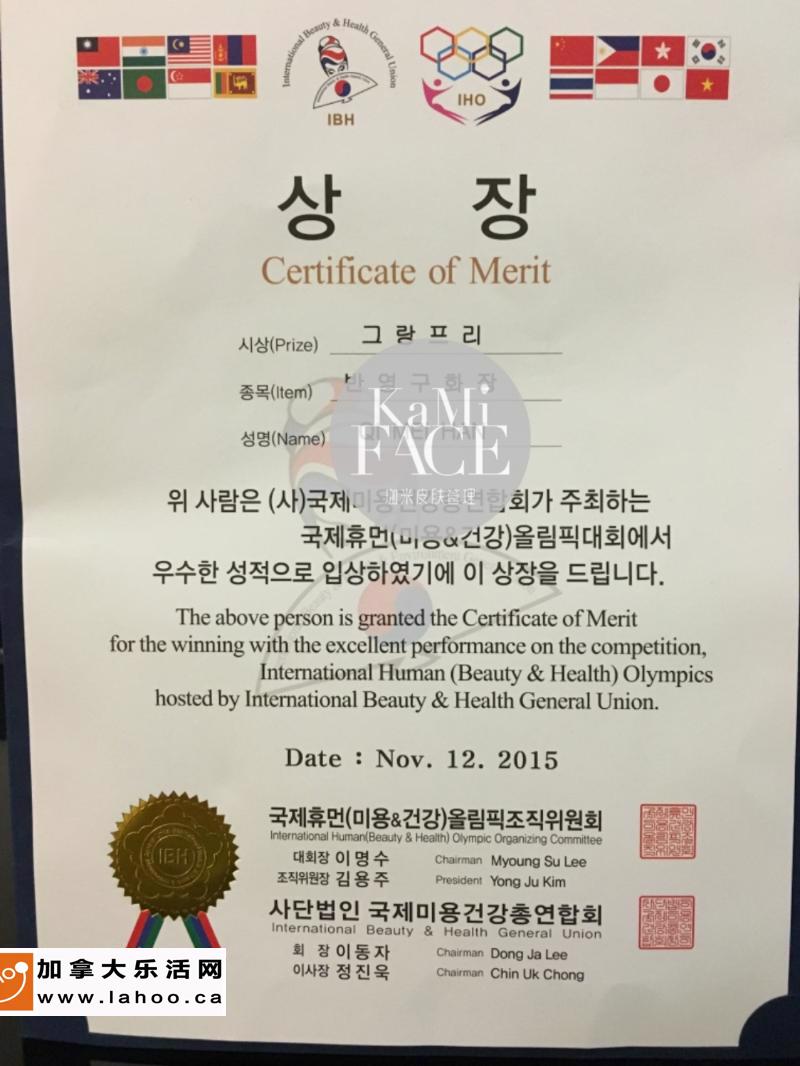 International Beauty & Health General Union
IBH
IHO
상 장
Certificate of Merit
시상(Prize) 그랑프리
종목(Item) 반영구화장
성명(Name) QI MEI HAN
KaMi
FACE
皮肤管理
위 사람은 (사)국제미용건강총연합회가 주최하는
국제휴먼(미용&건강)올림픽대회에서
우수한 성적으로 입상하였기에 이 상장을 드립니다.
The above person is granted the Certificate of Merit
for the winning with the excellent performance on the competition,
International Human (Beauty & Health) Olympics
hosted by International Beauty & Health General Union.
Date : Nov. 12. 2015
IBH
국제휴먼(미용&건강)올림픽조직위원회
International Human(Beauty & Health) Olympic Organizing Committee
대회장 이명수 Chairman Myoung Su Lee
조직위원장 김용주 President Yong Ju Kim
사단법인 국제미용건강총연합회
International Beauty & Health General Union
회 장 이동자 Chairman Dong Ja Lee
이사장 정진욱 Chairman Chin Uk Chong
加拿大乐活网
www.lahoo.ca